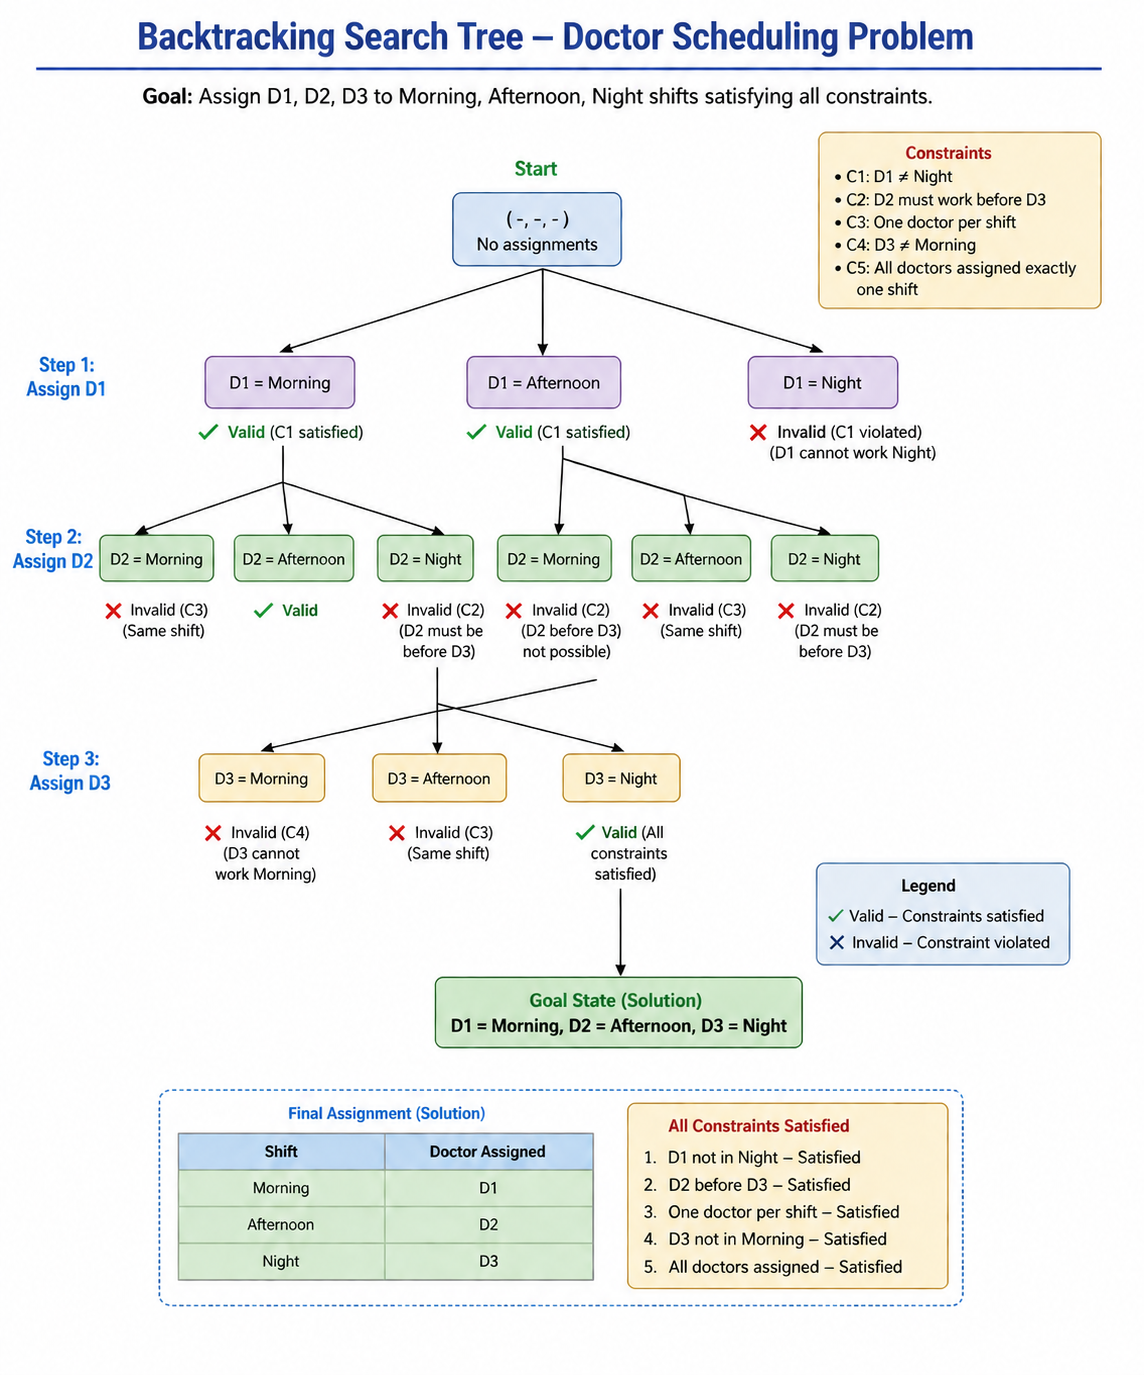 Backtracking Search Tree – Doctor Scheduling Problem
Goal: Assign D1, D2, D3 to Morning, Afternoon, Night shifts satisfying all constraints.
Constraints
• C1: D1 ≠ Night
• C2: D2 must work before D3
• C3: One doctor per shift
• C4: D3 ≠ Morning
• C5: All doctors assigned exactly
one shift
Start
( -, -, - )
No assignments
Step 1:
Assign D1
D1 = Morning
D1 = Afternoon
D1 = Night
✓ Valid (C1 satisfied)
✓ Valid (C1 satisfied)
✗ Invalid (C1 violated)
(D1 cannot work Night)
Step 2:
Assign D2
D2 = Morning
D2 = Afternoon
D2 = Night
D2 = Morning
D2 = Afternoon
D2 = Night
✗ Invalid (C3)
(Same shift)
✓ Valid
✗ Invalid (C2)
(D2 must be
before D3)
✗ Invalid (C2)
(D2 before D3)
not possible)
✗ Invalid (C3)
(Same shift)
✗ Invalid (C2)
(D2 must be
before D3)
Step 3:
Assign D3
D3 = Morning
D3 = Afternoon
D3 = Night
✗ Invalid (C4)
(D3 cannot
work Morning)
✗ Invalid (C3)
(Same shift)
✓ Valid (All
constraints
satisfied)
Legend
✓ Valid – Constraints satisfied
✗ Invalid – Constraint violated
Goal State (Solution)
D1 = Morning, D2 = Afternoon, D3 = Night
Final Assignment (Solution)
Shift Doctor Assigned
Morning D1
Afternoon D2
Night D3
All Constraints Satisfied
1. D1 not in Night – Satisfied
2. D2 before D3 – Satisfied
3. One doctor per shift – Satisfied
4. D3 not in Morning – Satisfied
5. All doctors assigned – Satisfied